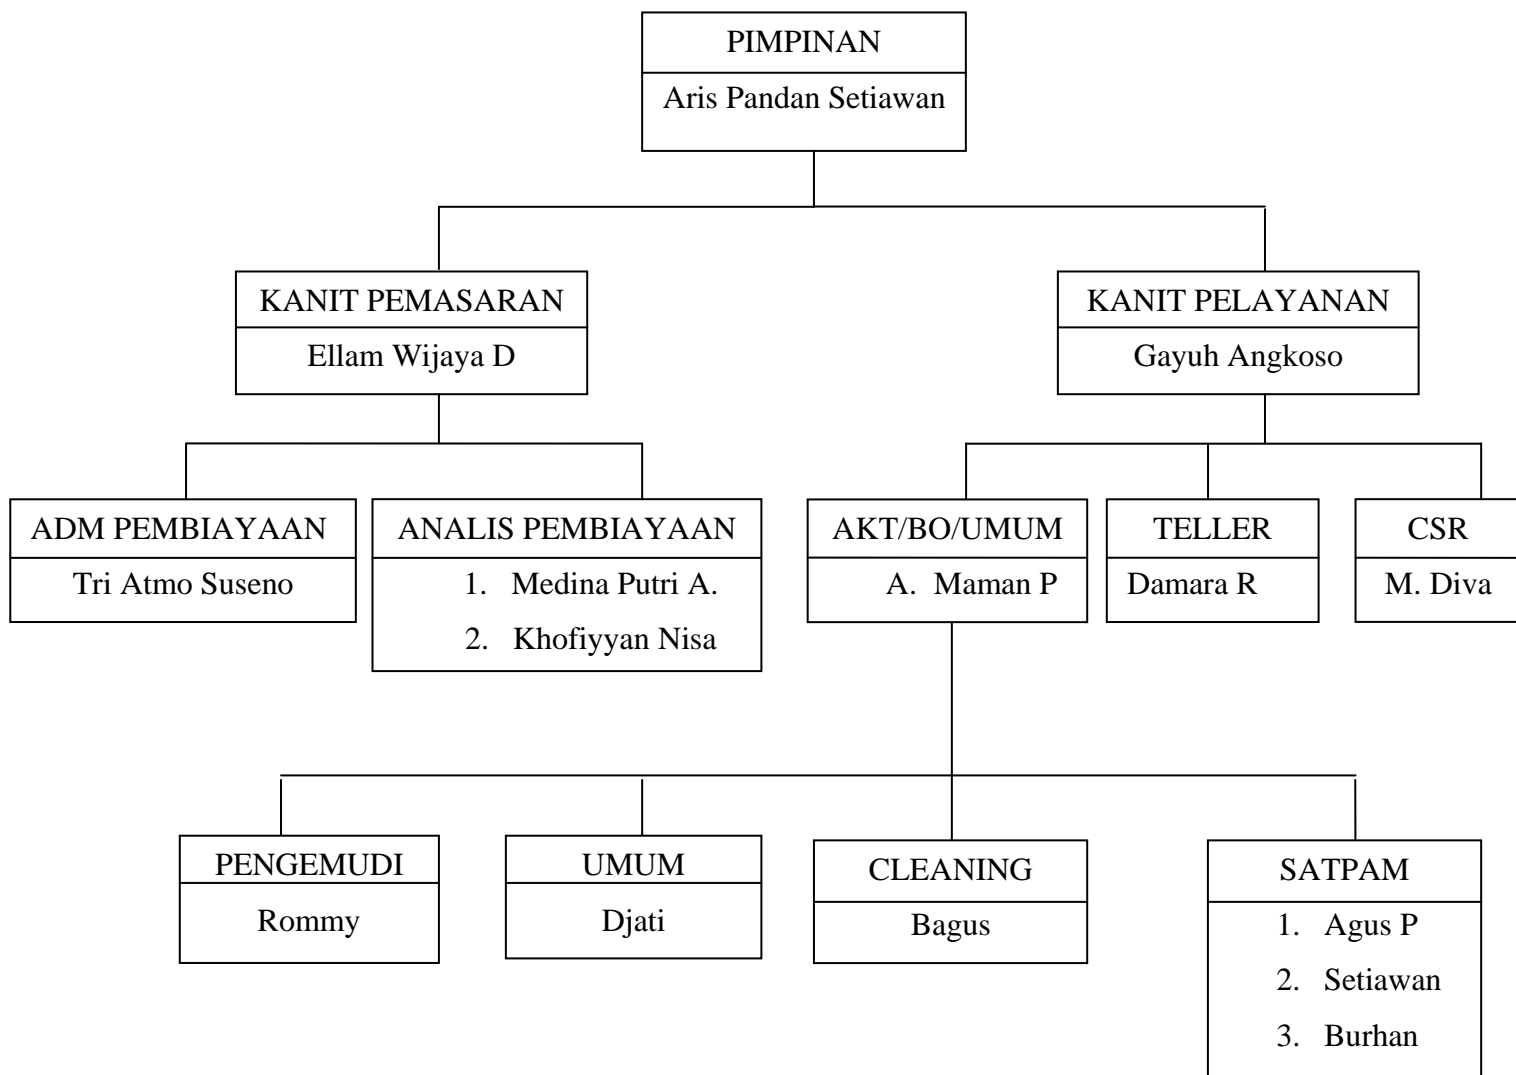 PIMPINAN
Aris Pandan Setiawan
KANIT PEMASARAN
Ellam Wijaya D
KANIT PELAYANAN
Gayuh Angkoso
ADM PEMBIAYAAN
Tri Atmo Suseno
ANALIS PEMBIAYAAN
1. Medina Putri A.
2. Khofiyyan Nisa
AKT/BO/UMUM
A. Maman P
TELLER
Damara R
CSR
M. Diva
PENGEMUDI
Rommy
UMUM
Djati
CLEANING
Bagus
SATPAM
1. Agus P
2. Setiawan
3. Burhan